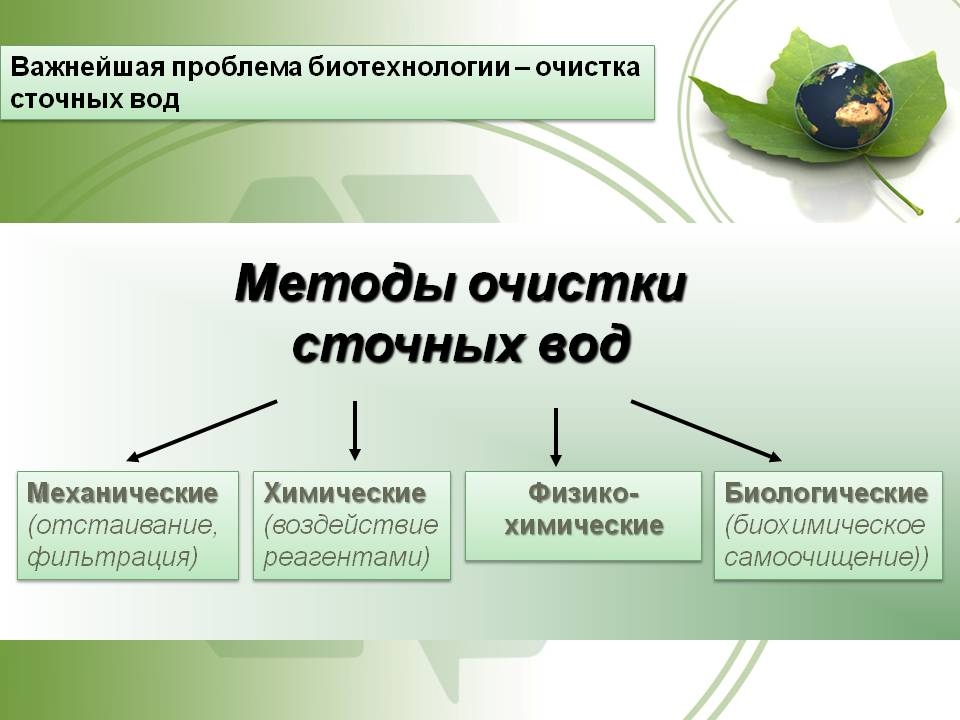 Важнейшая проблема биотехнологии – очистка
сточных вод
Методы очистки
сточных вод
Механические
(отстаивание,
фильтрация)
Химические
(воздействие
реагентами)
Физико-
химические
Биологические
(биохимическое
самоочищение))